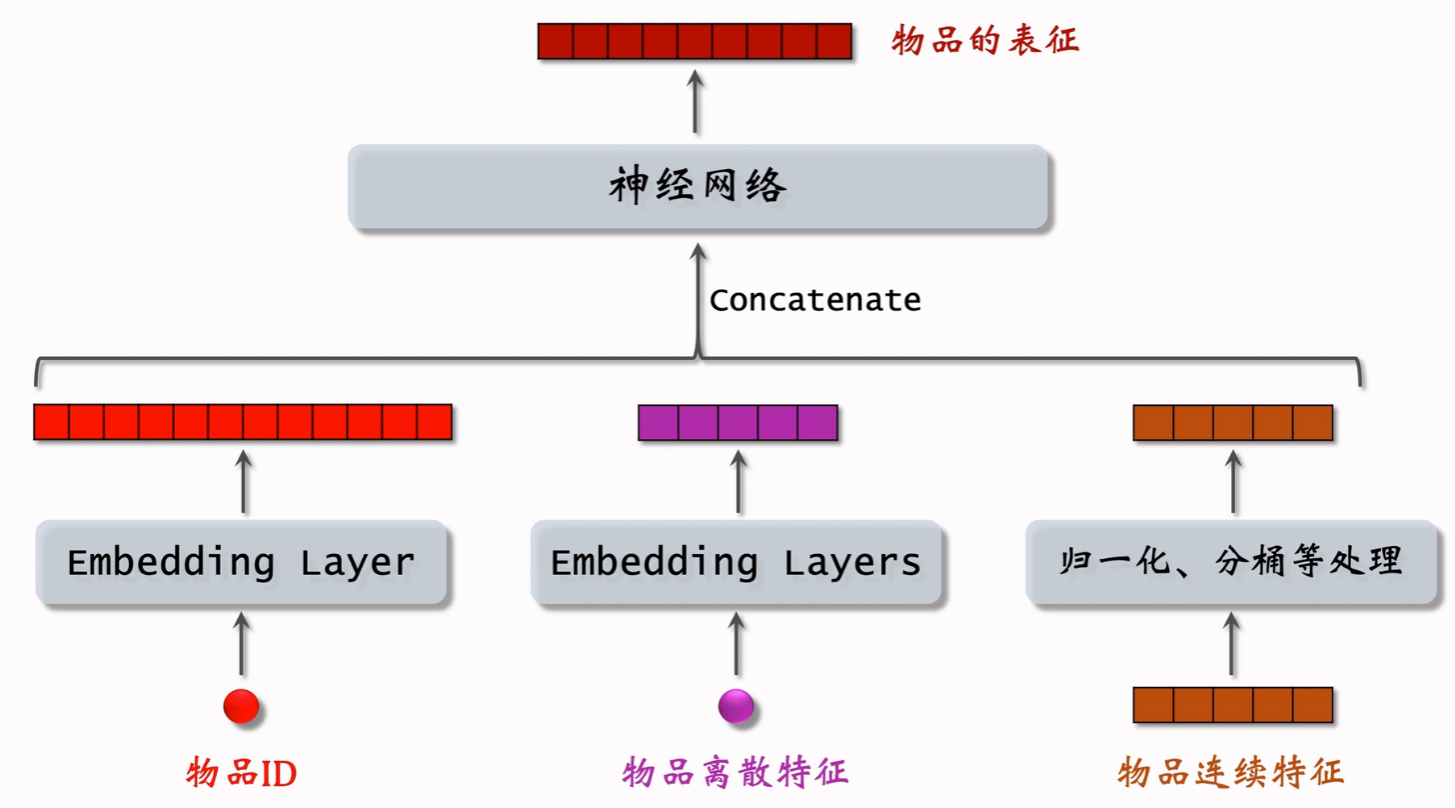 物品的表征
神经网络
Concatenate
Embedding Layer
Embedding Layers
归一化、分桶等处理
物品ID
物品离散特征
物品连续特征